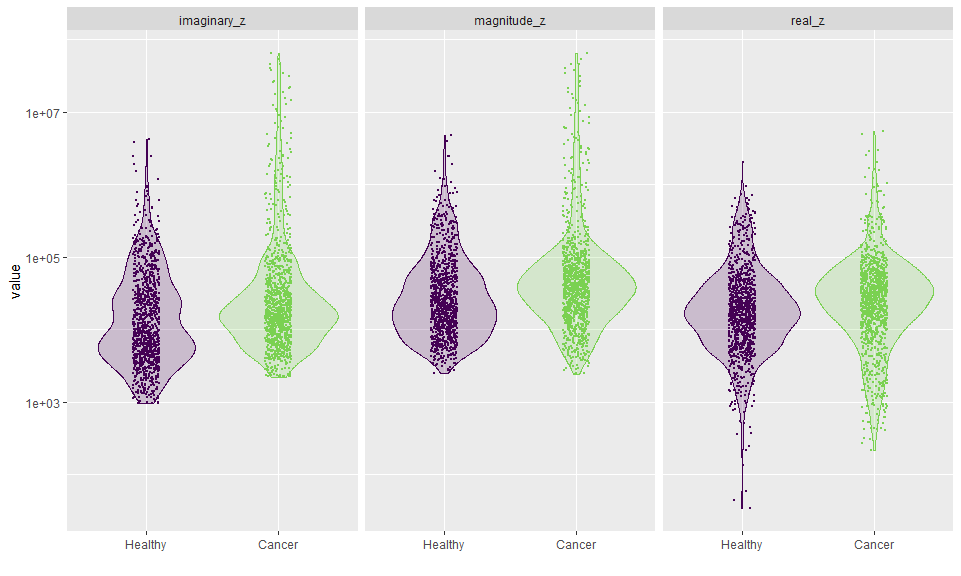 imaginary_z magnitude_z real_z
value
1e+07
1e+05
1e+03
Healthy Cancer Healthy Cancer Healthy Cancer